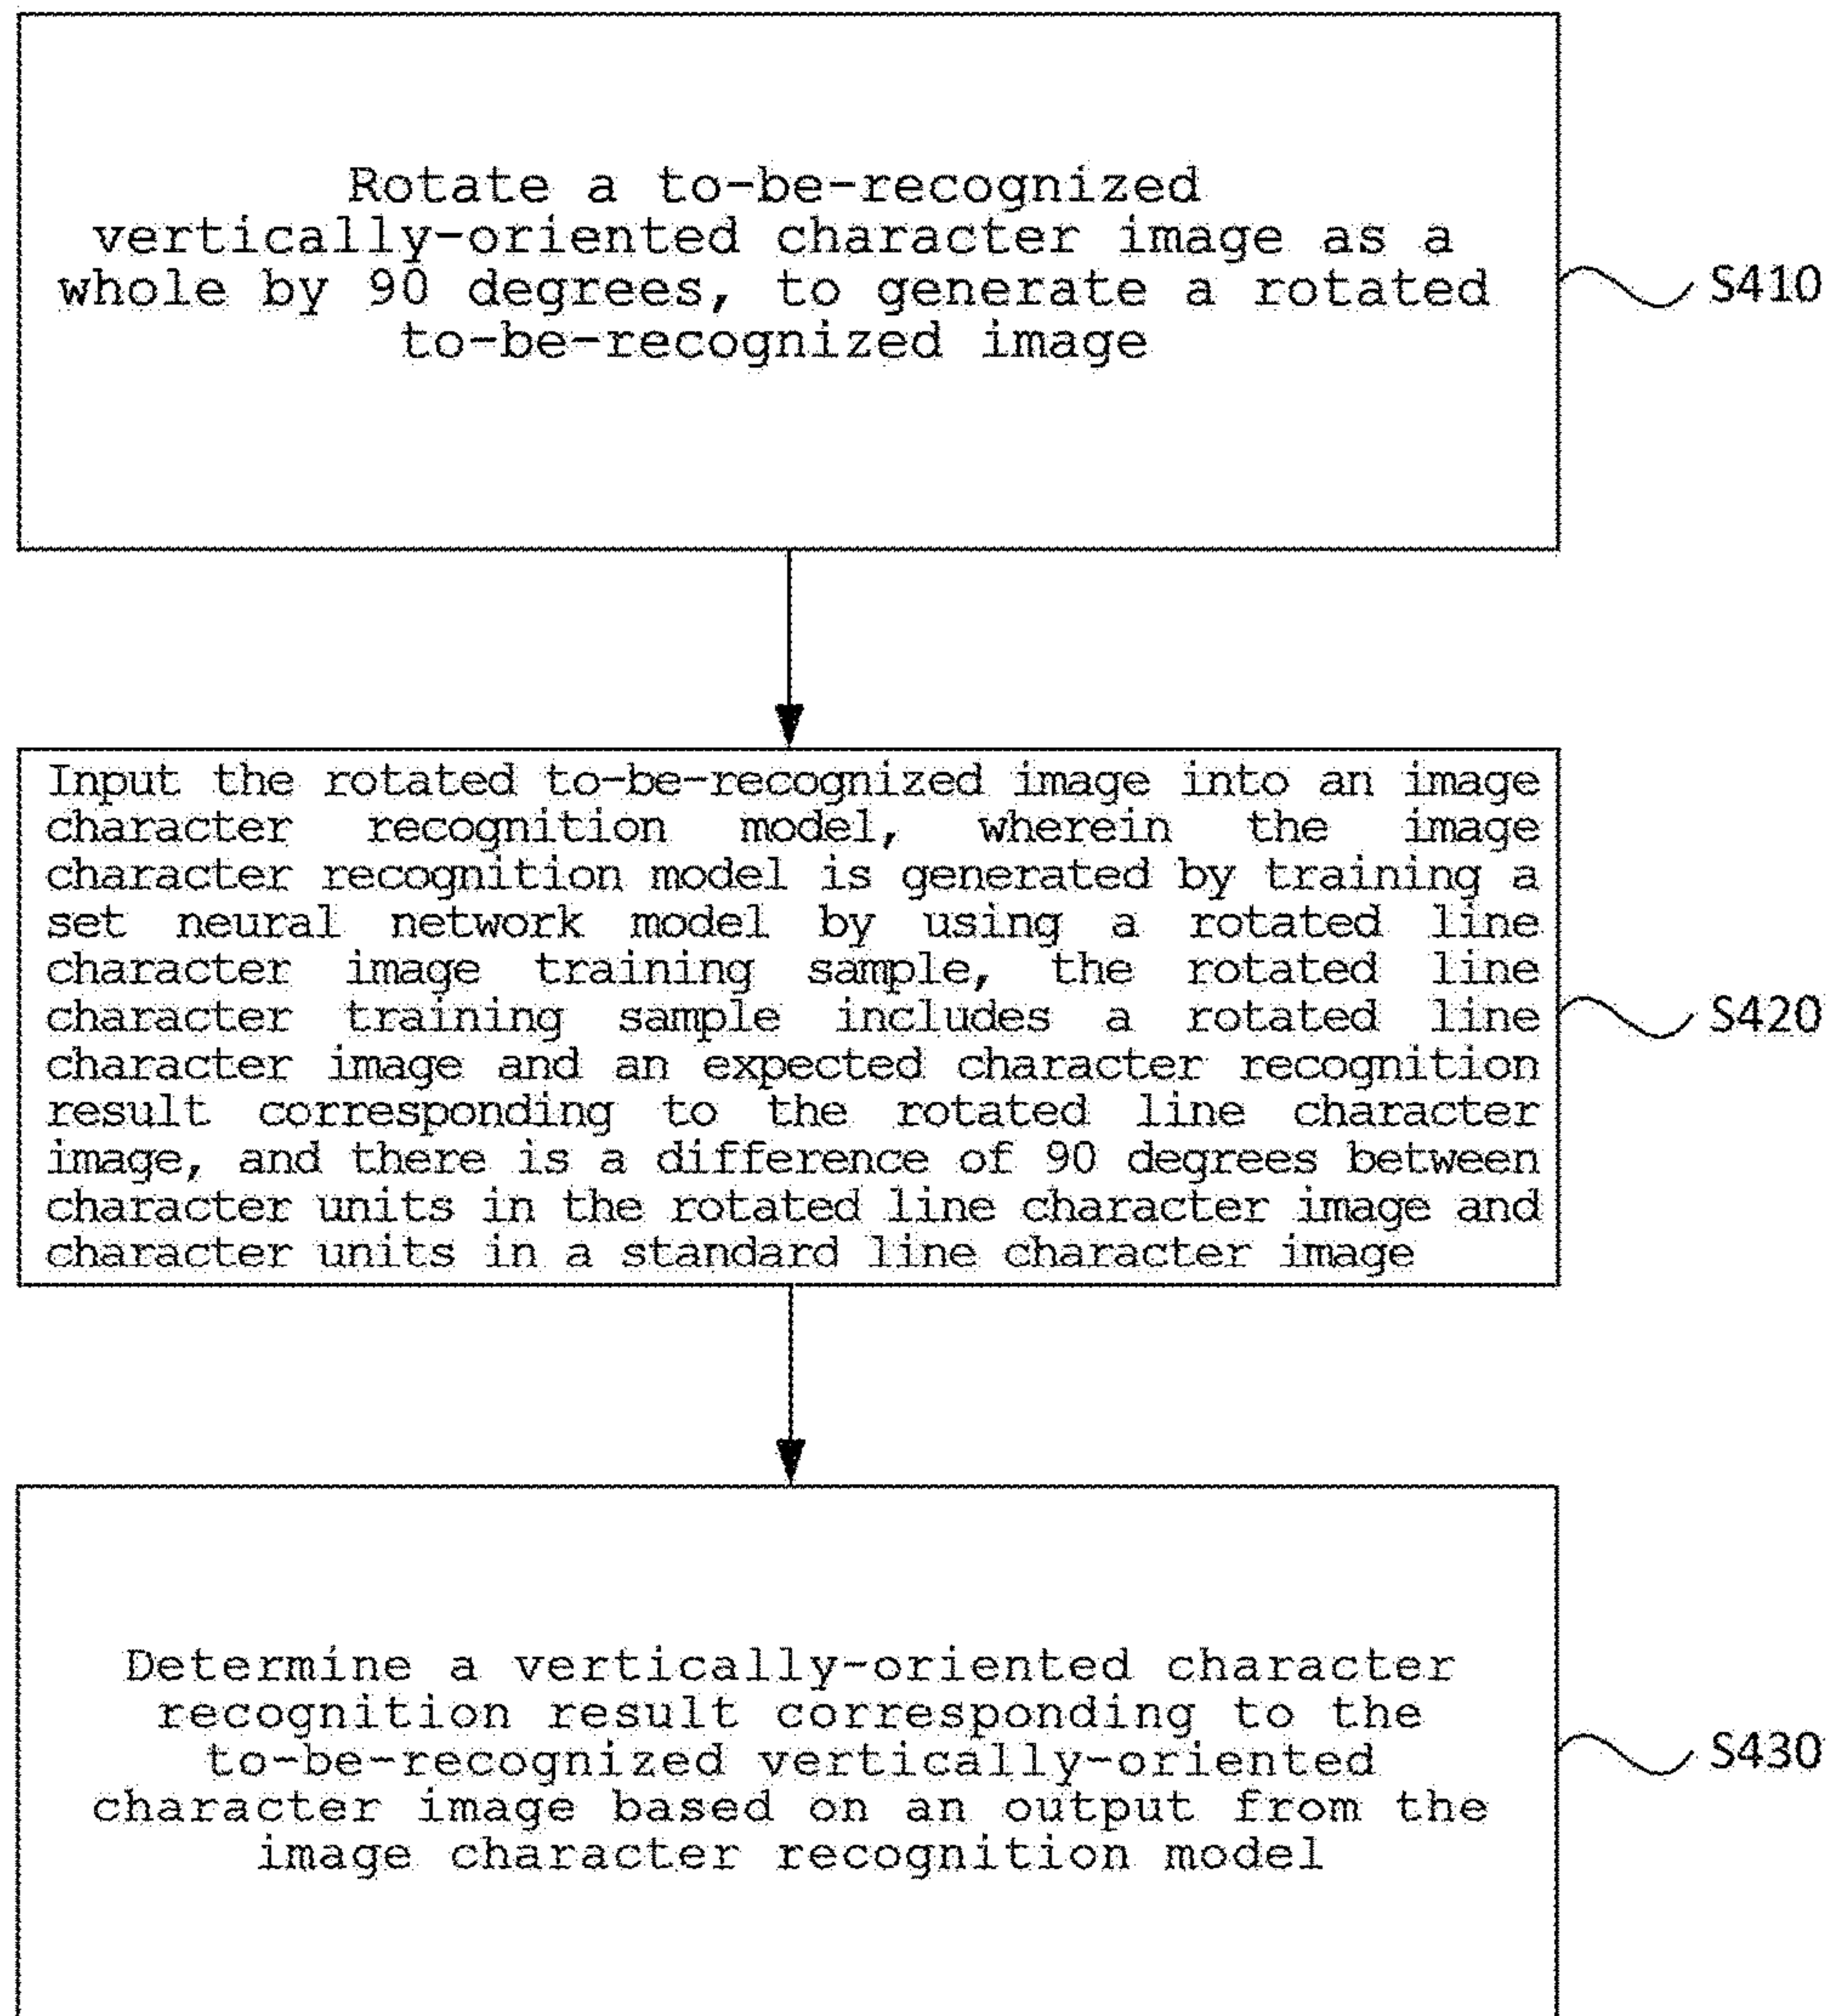 Rotate a to-be-recognized
vertically-oriented character image as a
whole by 90 degrees, to generate a rotated
to-be-recognized image
S410
Input the rotated to-be-recognized image into an image
character recognition model, wherein the image
character recognition model is generated by training a
set neural network model by using a rotated line
character image training sample, the rotated line
character training sample includes a rotated line
character image and an expected character recognition
result corresponding to the rotated line character
image, and there is a difference of 90 degrees between
character units in the rotated line character image and
character units in a standard line character image
S420
Determine a vertically-oriented character
recognition result corresponding to the
to-be-recognized vertically-oriented
character image based on an output from the
image character recognition model
S430